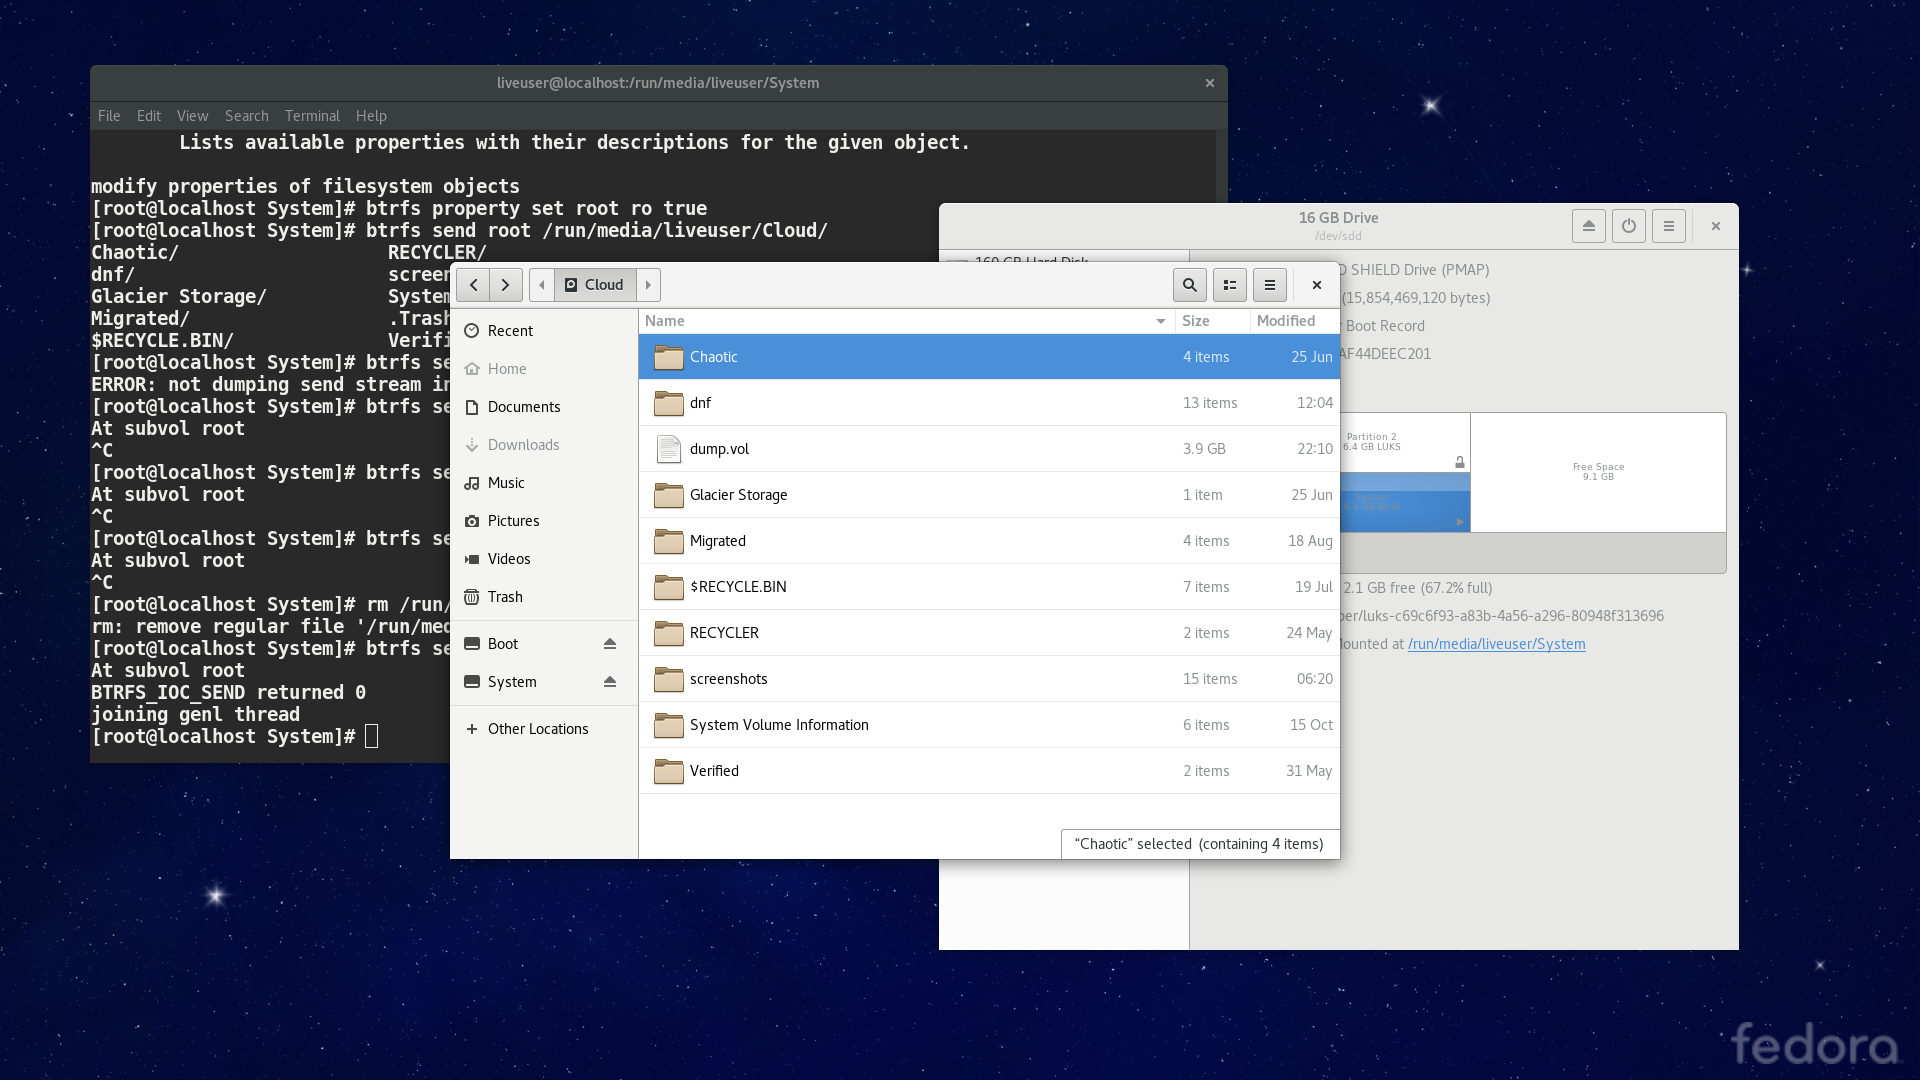 liveuser@localhost:/run/media/liveuser/System
File Edit View Search Terminal Help
Lists available properties with their descriptions for the given object.
modify properties of filesystem objects
[root@localhost System]# btrfs property set root ro true
[root@localhost System]# btrfs send root /run/media/liveuser/Cloud/
Chaotic/ RECYCLER/
dnf/ screen
Glacier Storage/ System
Migrated/ .Trash
$RECYCLE.BIN/ Verifi
[root@localhost System]# btrfs se
ERROR: not dumping send stream in
[root@localhost System]# btrfs se
At subvol root
^C
[root@localhost System]# btrfs se
At subvol root
^C
[root@localhost System]# btrfs se
At subvol root
^C
[root@localhost System]# rm /run/
rm: remove regular file '/run/med
[root@localhost System]# btrfs se
At subvol root
BTRFS_IOC_SEND returned 0
joining genl thread
[root@localhost System]#
Cloud
Recent
Home
Documents
Downloads
Music
Pictures
Videos
Trash
Boot
System
Other Locations
Name Size Modified
Chaotic 4 items 25 Jun
dnf 13 items 12:04
dump.vol 3.9 GB 22:10
Glacier Storage 1 item 25 Jun
Migrated 4 items 18 Aug
$RECYCLE.BIN 7 items 19 Jul
RECYCLER 2 items 24 May
screenshots 15 items 06:20
System Volume Information 6 items 15 Oct
Verified 2 items 31 May
“Chaotic” selected (containing 4 items)
16 GB Drive
/dev/sdd
160 GB Hard Disk
SHIELD Drive (PMAP)
(15,854,469,120 bytes)
Boot Record
AF44DEEC201
Partition 2
6.4 GB LUKS
System
6.4 GB Btrfs
Free Space
9.1 GB
2.1 GB free (67.2% full)
per/luks-c69c6f93-a83b-4a56-a296-80948f313696
ounted at /run/media/liveuser/System
fedora